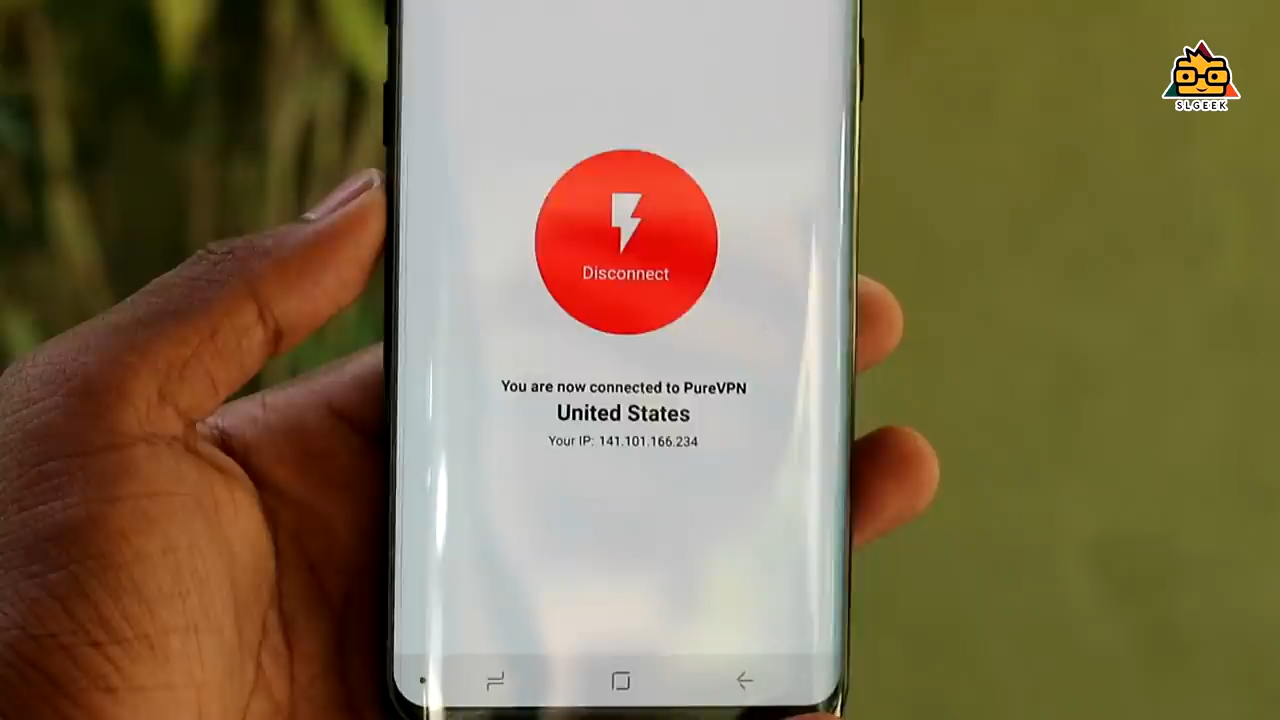 SLGEEK
Disconnect
You are now connected to PureVPN
United States
Your IP: 141.101.166.234